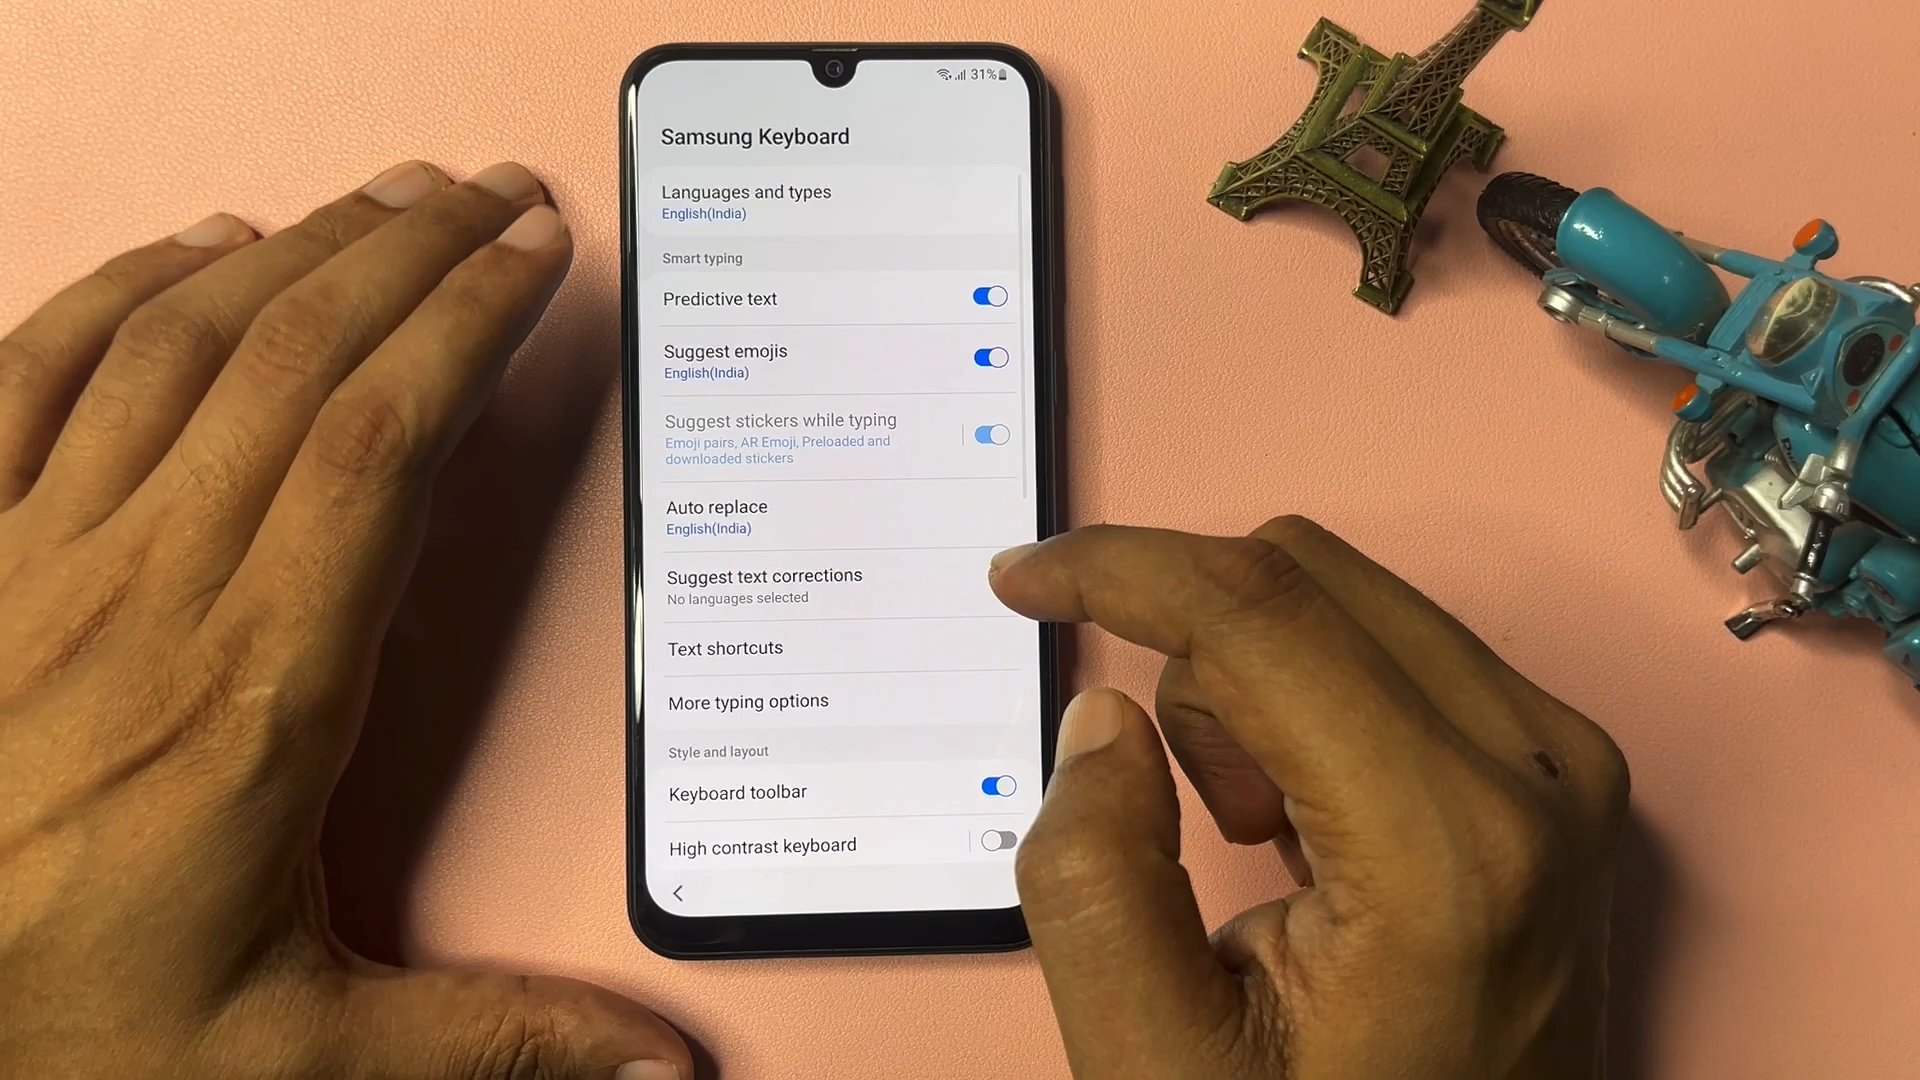 31%
Samsung Keyboard
Languages and types
English(India)
Smart typing
Predictive text
Suggest emojis
English(India)
Suggest stickers while typing
Emoji pairs, AR Emoji, Preloaded and
downloaded stickers
Auto replace
English(India)
Suggest text corrections
No languages selected
Text shortcuts
More typing options
Style and layout
Keyboard toolbar
High contrast keyboard